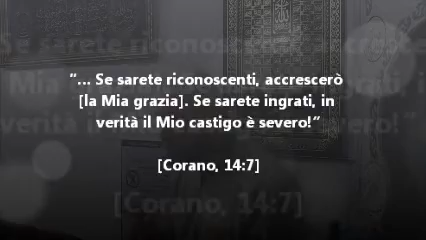 “... Se sarete riconoscenti, accrescerò
[la Mia grazia]. Se sarete ingrati, in
verità il Mio castigo è severo!”
[Corano, 14:7]